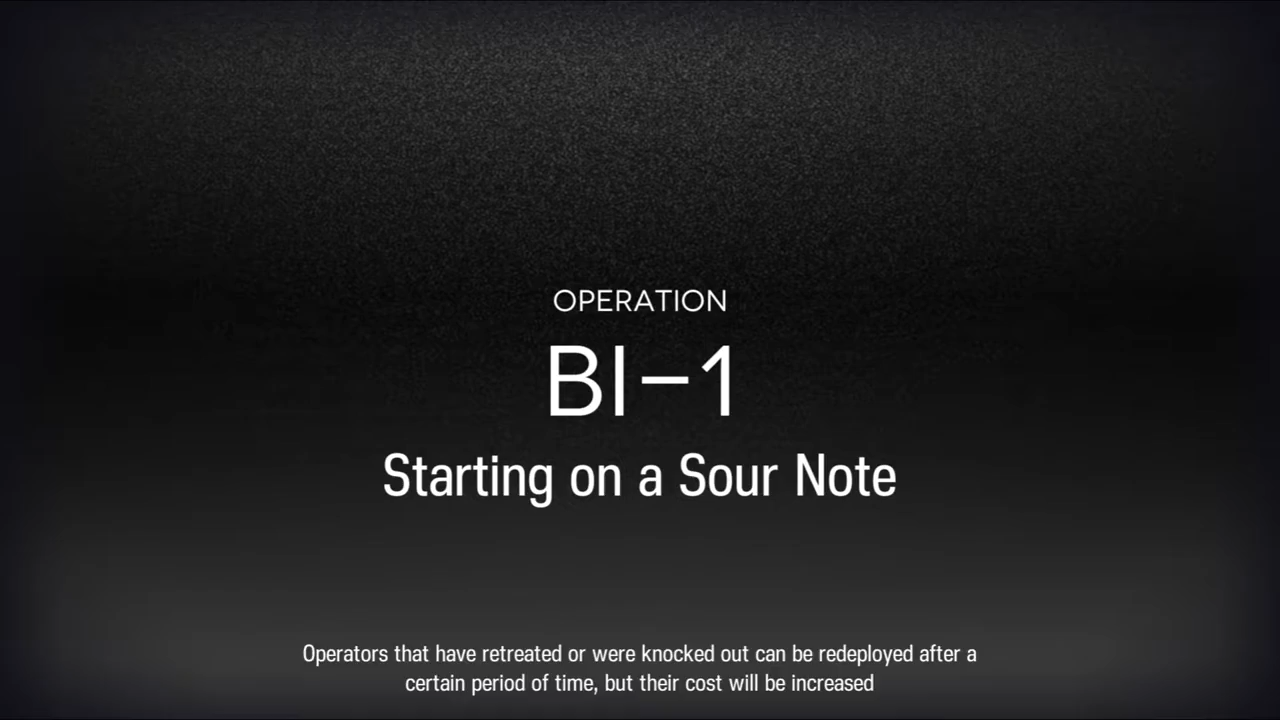 OPERATION
BI-1
Starting on a Sour Note
Operators that have retreated or were knocked out can be redeployed after a
certain period of time, but their cost will be increased